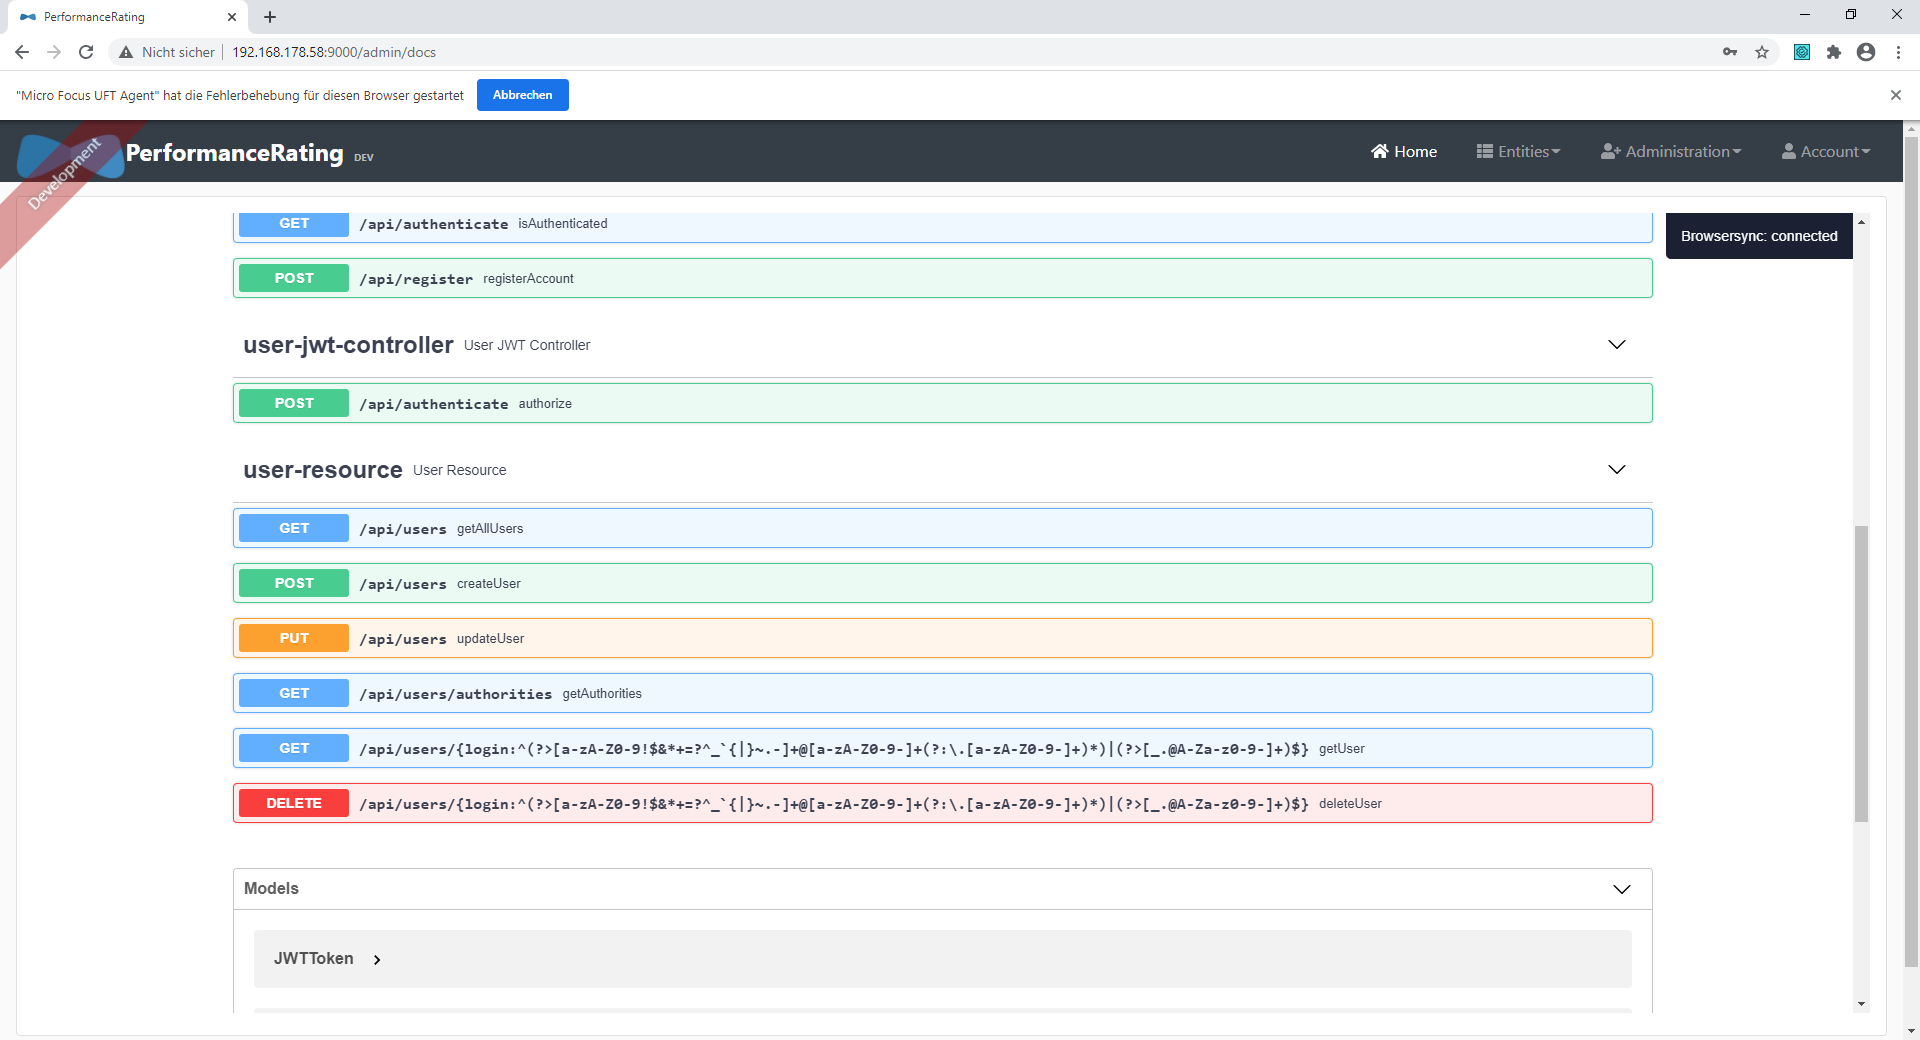 PerformanceRating
Nicht sicher 192.168.178.58:9000/admin/docs
"Micro Focus UFT Agent" hat die Fehlerbehebung für diesen Browser gestartet Abbrechen
Development
PerformanceRating DEV Home Entities Administration Account
GET /api/authenticate isAuthenticated
Browsersync: connected
POST /api/register registerAccount
user-jwt-controller User JWT Controller
POST /api/authenticate authorize
user-resource User Resource
GET /api/users getAllUsers
POST /api/users createUser
PUT /api/users updateUser
GET /api/users/authorities getAuthorities
GET /api/users/{login:^(?>[a-zA-Z0-9!$&*+=?^_`{|}~.-]+@[a-zA-Z0-9-]+(?:\.[a-zA-Z0-9-]+)*)|(?>[_.@A-Za-z0-9-]+)$} getUser
DELETE /api/users/{login:^(?>[a-zA-Z0-9!$&*+=?^_`{|}~.-]+@[a-zA-Z0-9-]+(?:\.[a-zA-Z0-9-]+)*)|(?>[_.@A-Za-z0-9-]+)$} deleteUser
Models
JWTToken